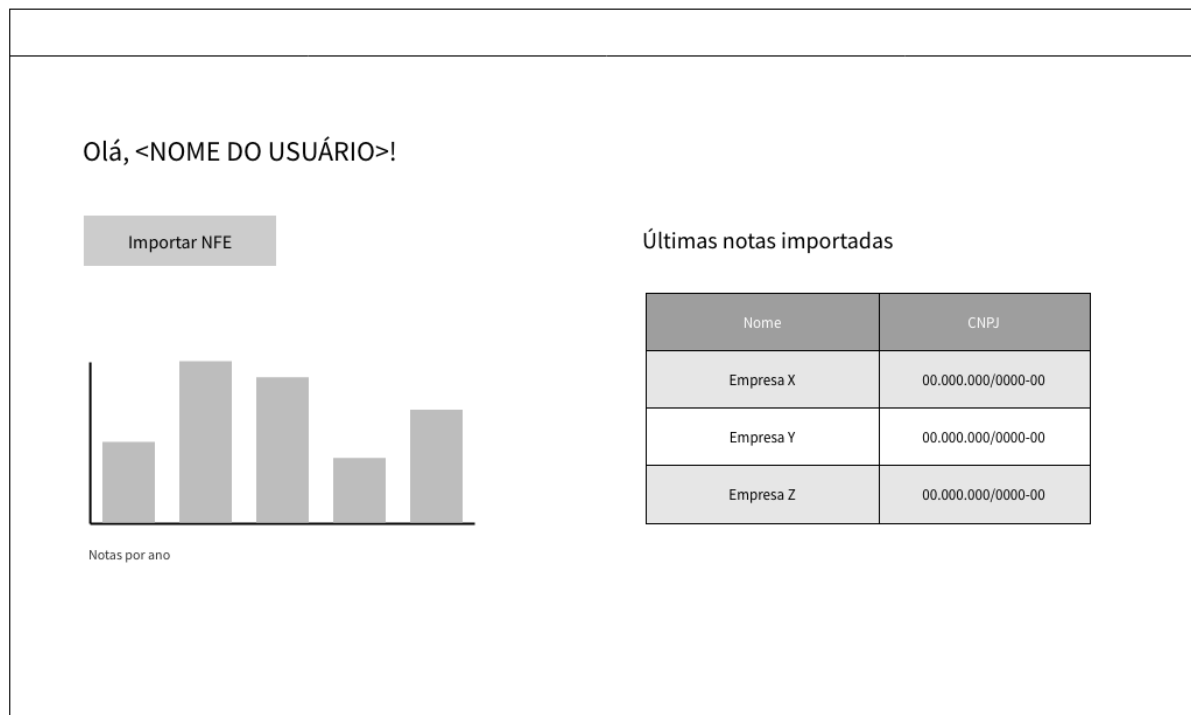 Olá, <NOME DO USUÁRIO>!
Importar NFE
Notas por ano
Últimas notas importadas
Nome CNPJ
Empresa X 00.000.000/0000-00
Empresa Y 00.000.000/0000-00
Empresa Z 00.000.000/0000-00